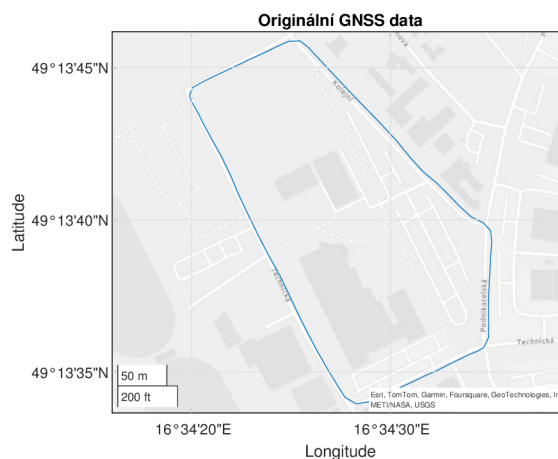 Originální GNSS data
49°13'45"N
49°13'40"N
49°13'35"N
Latitude
Kolejní
Technická
Podnikatelská
Technická
50 m
200 ft
Esri, TomTom, Garmin, Foursquare, GeoTechnologies, In
METI/NASA, USGS
16°34'20"E
16°34'30"E
Longitude